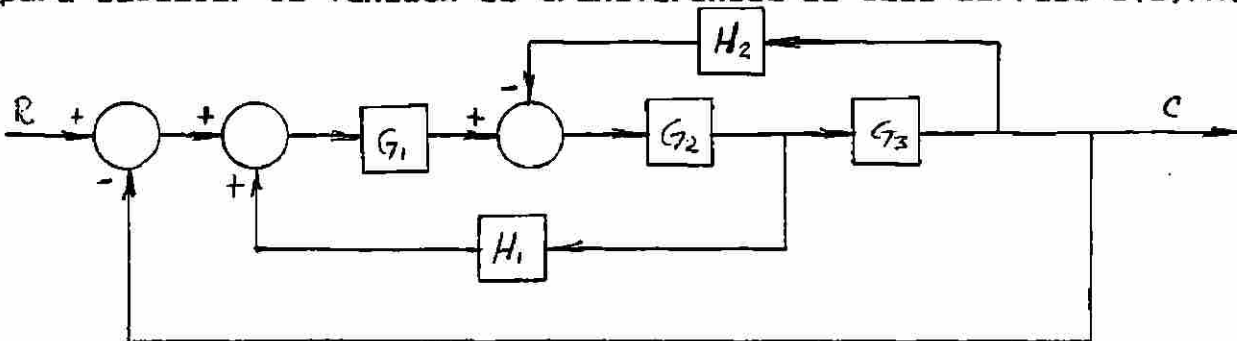 H₂
-
R + + + C
G₁ G₂ G₃
- +
H₁